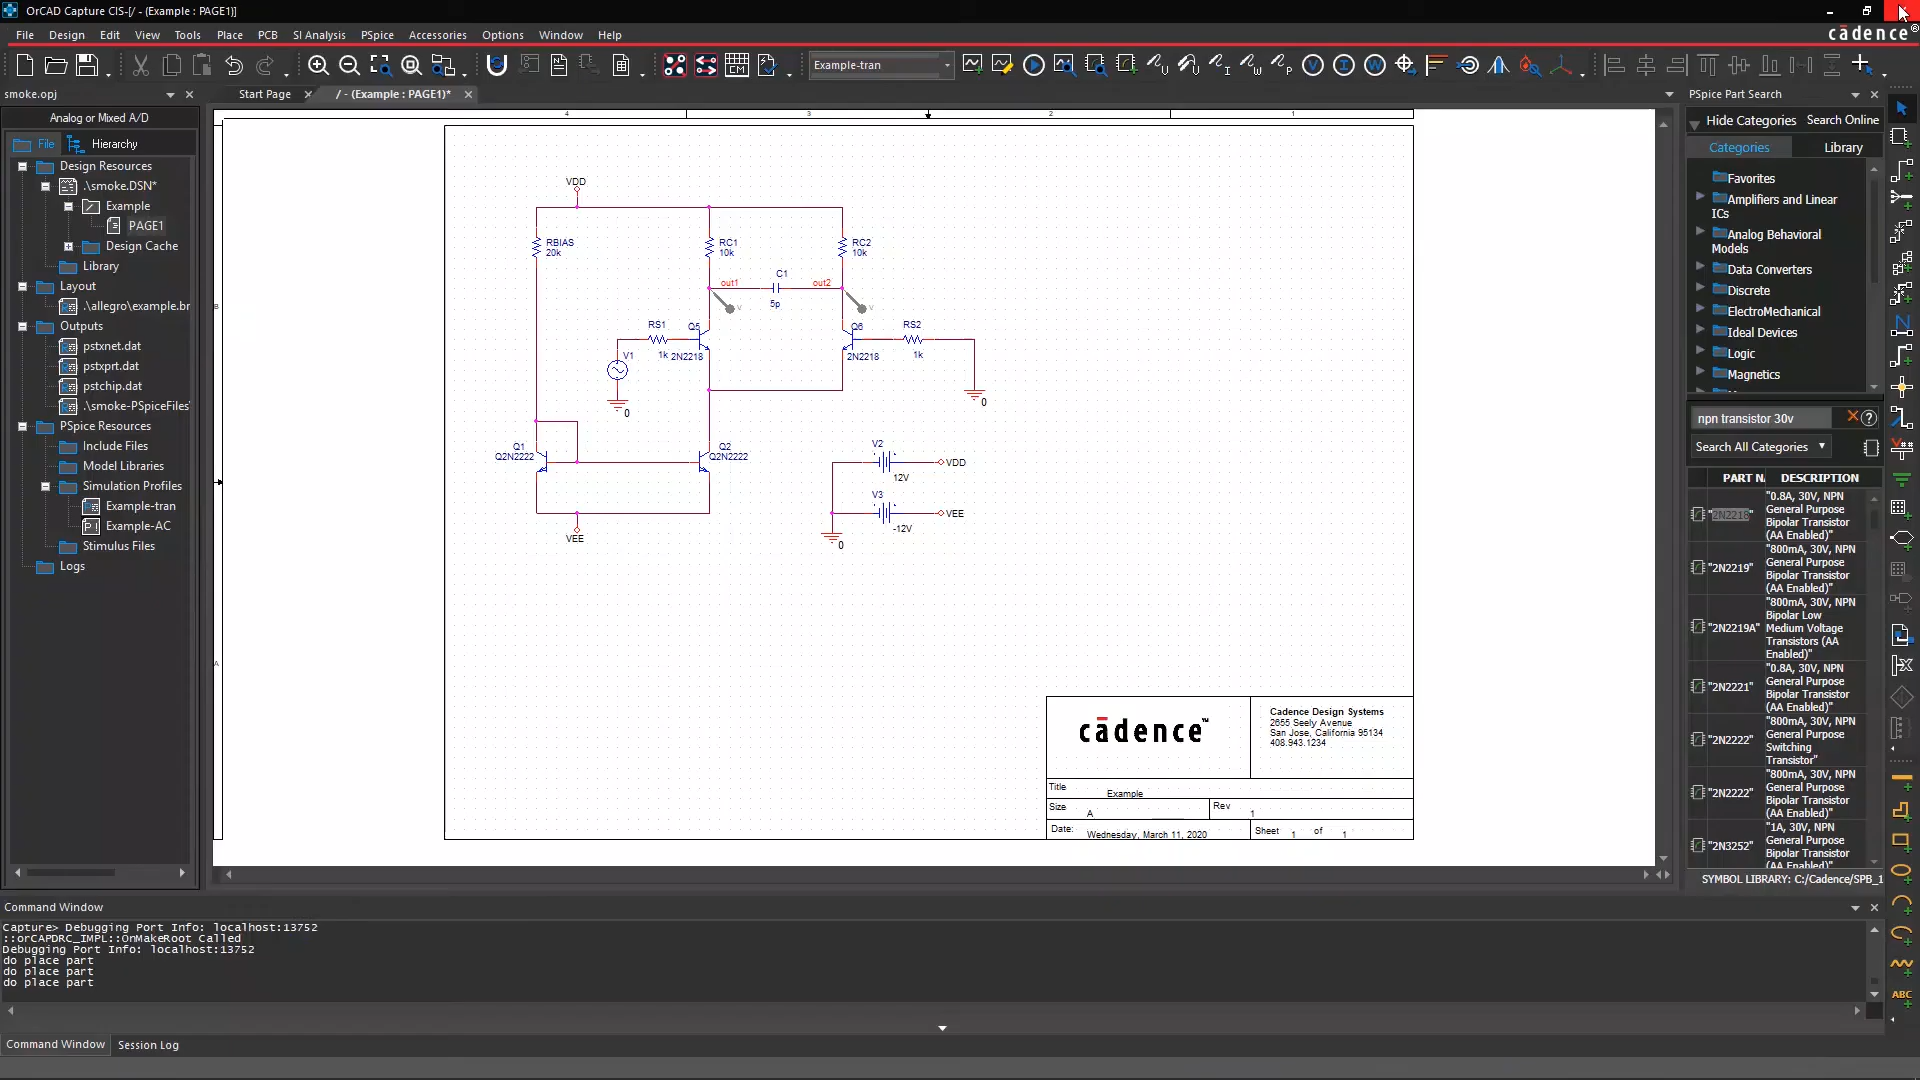 OrCAD Capture CIS-[/ - (Example : PAGE1)]
File Design Edit View Tools Place PCB SI Analysis PSpice Accessories Options Window Help
cādence®
Example-tran
smoke.opj
Start Page
/ - (Example : PAGE1)*
PSpice Part Search
Analog or Mixed A/D
File Hierarchy
Design Resources
.\smoke.DSN*
Example
PAGE1
Design Cache
Library
Layout
.\allegro\example.br
Outputs
pstxnet.dat
pstxprt.dat
pstchip.dat
.\smoke-PSpiceFiles\
PSpice Resources
Include Files
Model Libraries
Simulation Profiles
Example-tran
Example-AC
Stimulus Files
Logs
4 3 2 1
B
A
VDD
RBIAS
20k
RC1
10k
RC2
10k
C1
out1
out2
5p
V
V
RS1
1k
Q5
2N2218
Q6
2N2218
RS2
1k
V1
0
0
Q1
Q2N2222
Q2
Q2N2222
VEE
V2
12V
VDD
V3
-12V
VEE
0
cādence™
Cadence Design Systems
2655 Seely Avenue
San Jose, California 95134
408.943.1234
Title
Example
Size
A
Rev
1
Date:
Wednesday, March 11, 2020
Sheet 1 of 1
Hide Categories Search Online
Categories Library
Favorites
Amplifiers and Linear
ICs
Analog Behavioral
Models
Data Converters
Discrete
ElectroMechanical
Ideal Devices
Logic
Magnetics
npn transistor 30v
Search All Categories
PART N. DESCRIPTION
"2N2218"
"0.8A, 30V, NPN
General Purpose
Bipolar Transistor
(AA Enabled)"
"2N2219"
"800mA, 30V, NPN
General Purpose
Bipolar Transistor
(AA Enabled)"
"2N2219A"
"800mA, 30V, NPN
Bipolar Low
Medium Voltage
Transistors (AA
Enabled)"
"2N2221"
"0.8A, 30V, NPN
General Purpose
Bipolar Transistor
(AA Enabled)"
"2N2222"
"800mA, 30V, NPN
General Purpose
Switching
Transistor"
"2N2222"
"800mA, 30V, NPN
General Purpose
Bipolar Transistor
(AA Enabled)"
"2N3252"
"1A, 30V, NPN
General Purpose
Bipolar Transistor
(AA Enabled)"
SYMBOL LIBRARY: C:/Cadence/SPB_1
Command Window
Capture> Debugging Port Info: localhost:13752
::orCAPDRC_IMPL::OnMakeRoot Called
Debugging Port Info: localhost:13752
do place part
do place part
do place part
Command Window Session Log